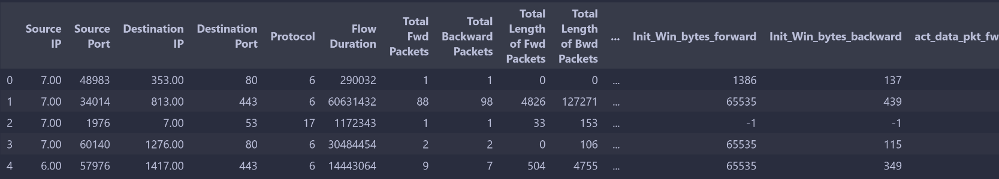 Source IP Source Port Destination IP Destination Port Protocol Flow Duration Total Fwd Packets Total Backward Packets Total Length of Fwd Packets Total Length of Bwd Packets ... Init_Win_bytes_forward Init_Win_bytes_backward act_data_pkt_fw
0 7.00 48983 353.00 80 6 290032 1 1 0 0 ... 1386 137
1 7.00 34014 813.00 443 6 60631432 88 98 4826 127271 ... 65535 439
2 7.00 1976 7.00 53 17 1172343 1 1 33 153 ... -1 -1
3 7.00 60140 1276.00 80 6 30484454 2 2 0 106 ... 65535 115
4 6.00 57976 1417.00 443 6 14443064 9 7 504 4755 ... 65535 349